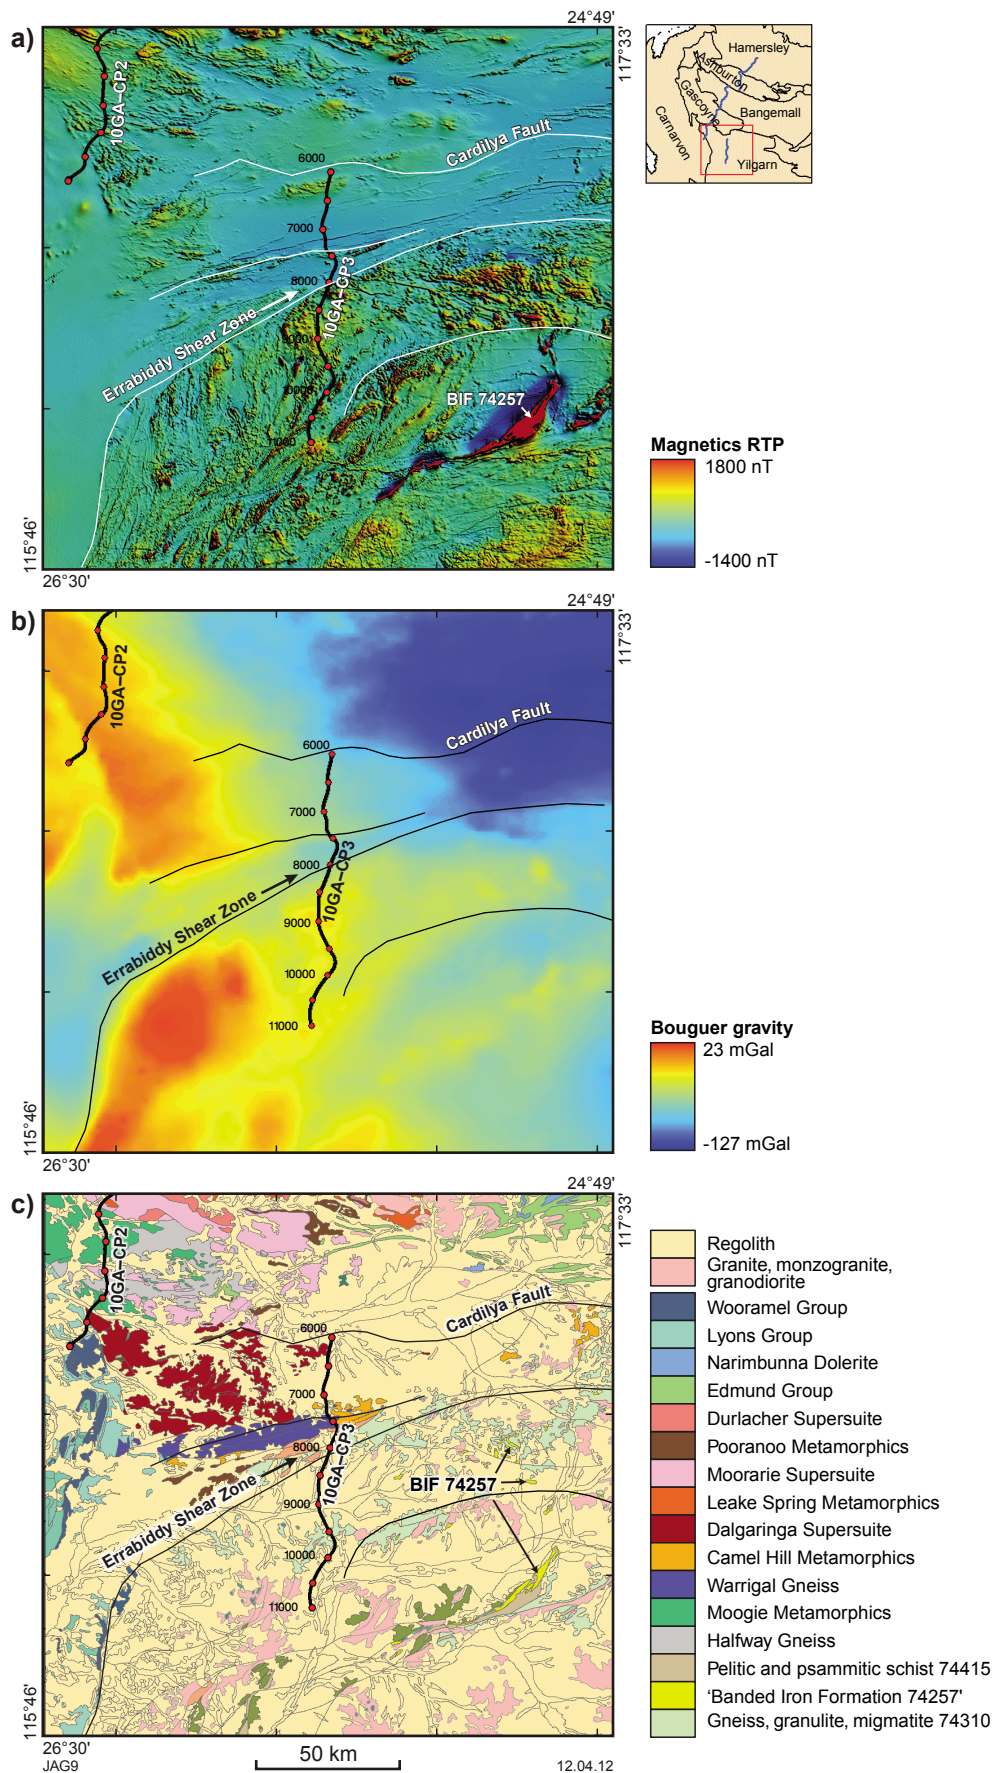 a)
24°49'
117°33'
10GA–CP2
Cardilya Fault
6000
7000
8000
9000
10000
11000
10GA–CP3
Errabiddy Shear Zone
BIF 74257
115°46'
26°30'
Hamersley
Ashburton
Gascoyne
Bangemall
Carnarvon
Yilgarn
Magnetics RTP
1800 nT
-1400 nT
b)
24°49'
117°33'
10GA–CP2
Cardilya Fault
6000
7000
8000
9000
10000
11000
10GA–CP3
Errabiddy Shear Zone
115°46'
26°30'
Bouguer gravity
23 mGal
-127 mGal
c)
24°49'
117°33'
10GA–CP2
Cardilya Fault
6000
7000
8000
9000
10000
11000
10GA–CP3
Errabiddy Shear Zone
BIF 74257
115°46'
26°30'
Regolith
Granite, monzogranite,
granodiorite
Wooramel Group
Lyons Group
Narimbunna Dolerite
Edmund Group
Durlacher Supersuite
Pooranoo Metamorphics
Moorarie Supersuite
Leake Spring Metamorphics
Dalgaringa Supersuite
Camel Hill Metamorphics
Warrigal Gneiss
Moogie Metamorphics
Halfway Gneiss
Pelitic and psammitic schist 74415
‘Banded Iron Formation 74257'
Gneiss, granulite, migmatite 74310
JAG9
50 km
12.04.12